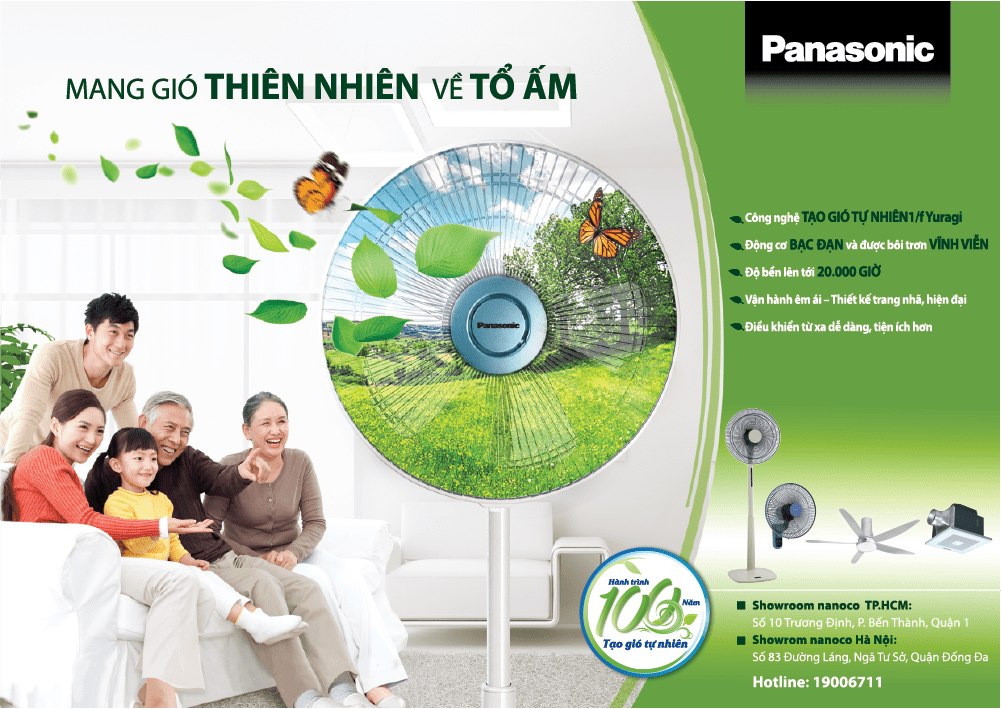 Panasonic
MANG GIÓ THIÊN NHIÊN VỀ TỔ ẤM
Công nghệ TẠO GIÓ TỰ NHIÊN1/f Yuragi
Động cơ BẠC ĐẠN và được bôi trơn VĨNH VIỄN
Độ bền lên tới 20.000 GIỜ
Vận hành êm ái – Thiết kế trang nhã, hiện đại
Điều khiển từ xa dễ dàng, tiện ích hơn
Panasonic
Hành trình
100 Năm
Tạo gió tự nhiên
Showroom nanoco TP.HCM:
Số 10 Trương Định, P. Bến Thành, Quận 1
Showrom nanoco Hà Nội:
Số 83 Đường Láng, Ngã Tư Sở, Quận Đống Đa
Hotline: 19006711